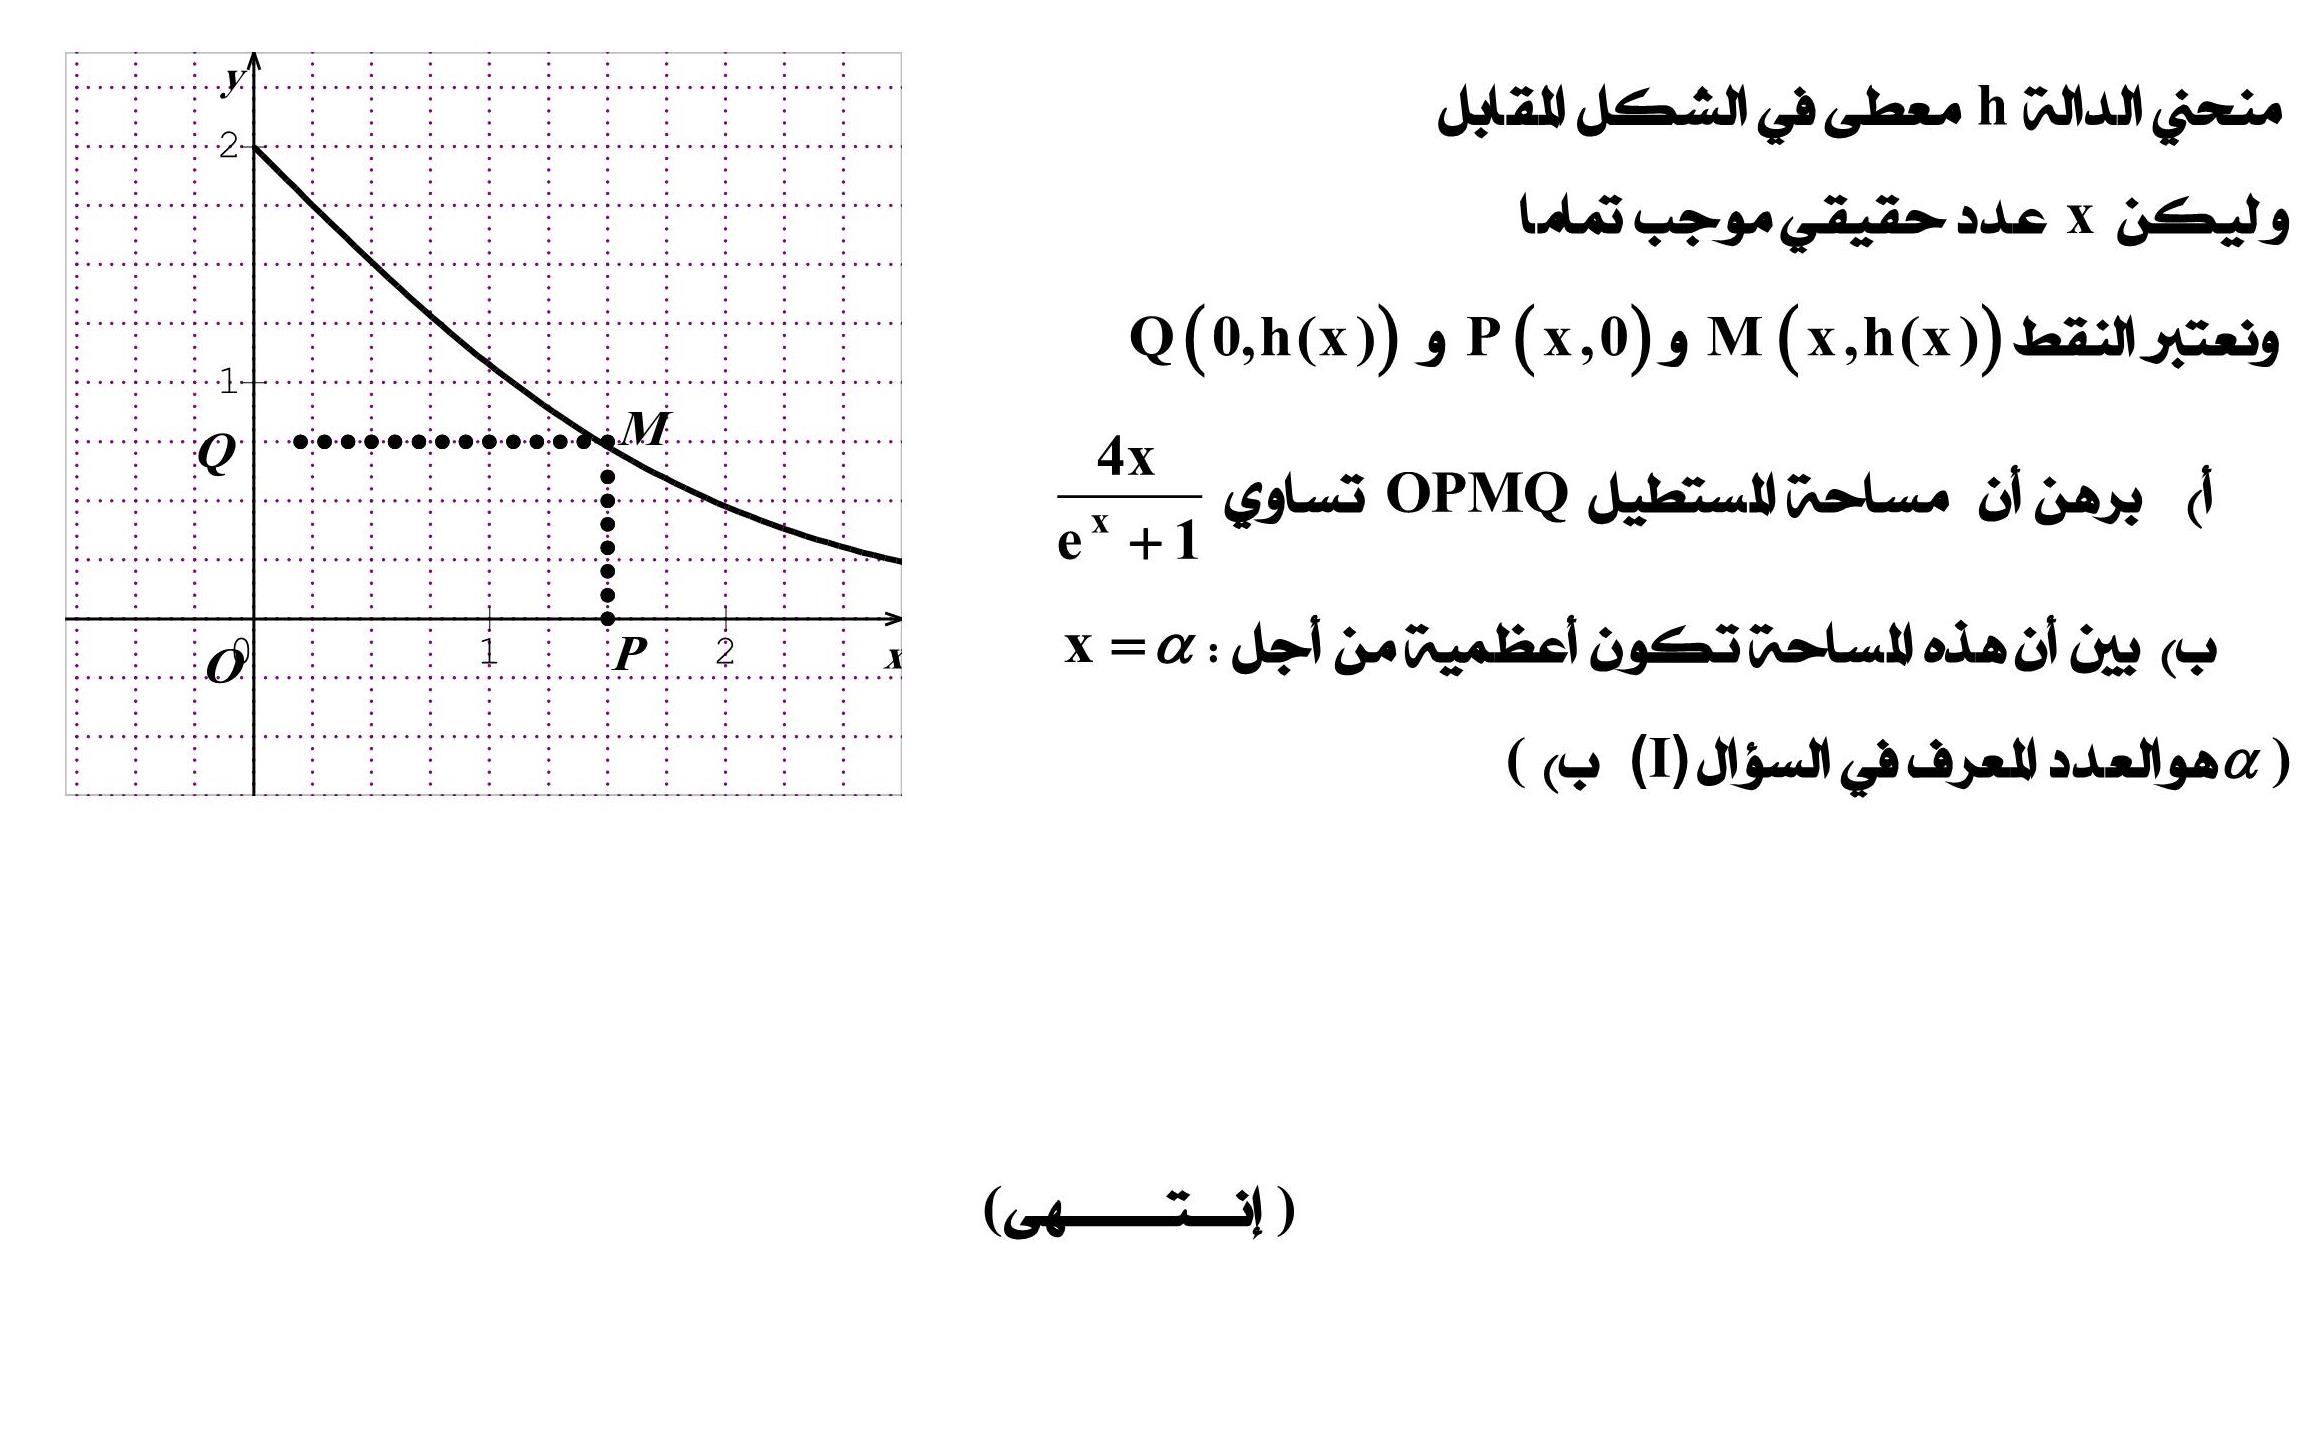 منحني الدالة h معطى في الشكل المقابل
وليكن x عدد حقيقي موجب تماما
ونعتبر النقط M(x,h(x)) و P(x,0) و Q(0,h(x))
أ) برهن أن مساحة المستطيل OPMQ تساوي 4x / (e^x + 1)
ب) بين أن هذه المساحة تكون أعظمية من أجل : x = α
( α هو العدد المعرف في السؤال (I) ب) )
y
2
1
Q
M
O
0
1
P
2
x
( إنـــتـــــــهى)